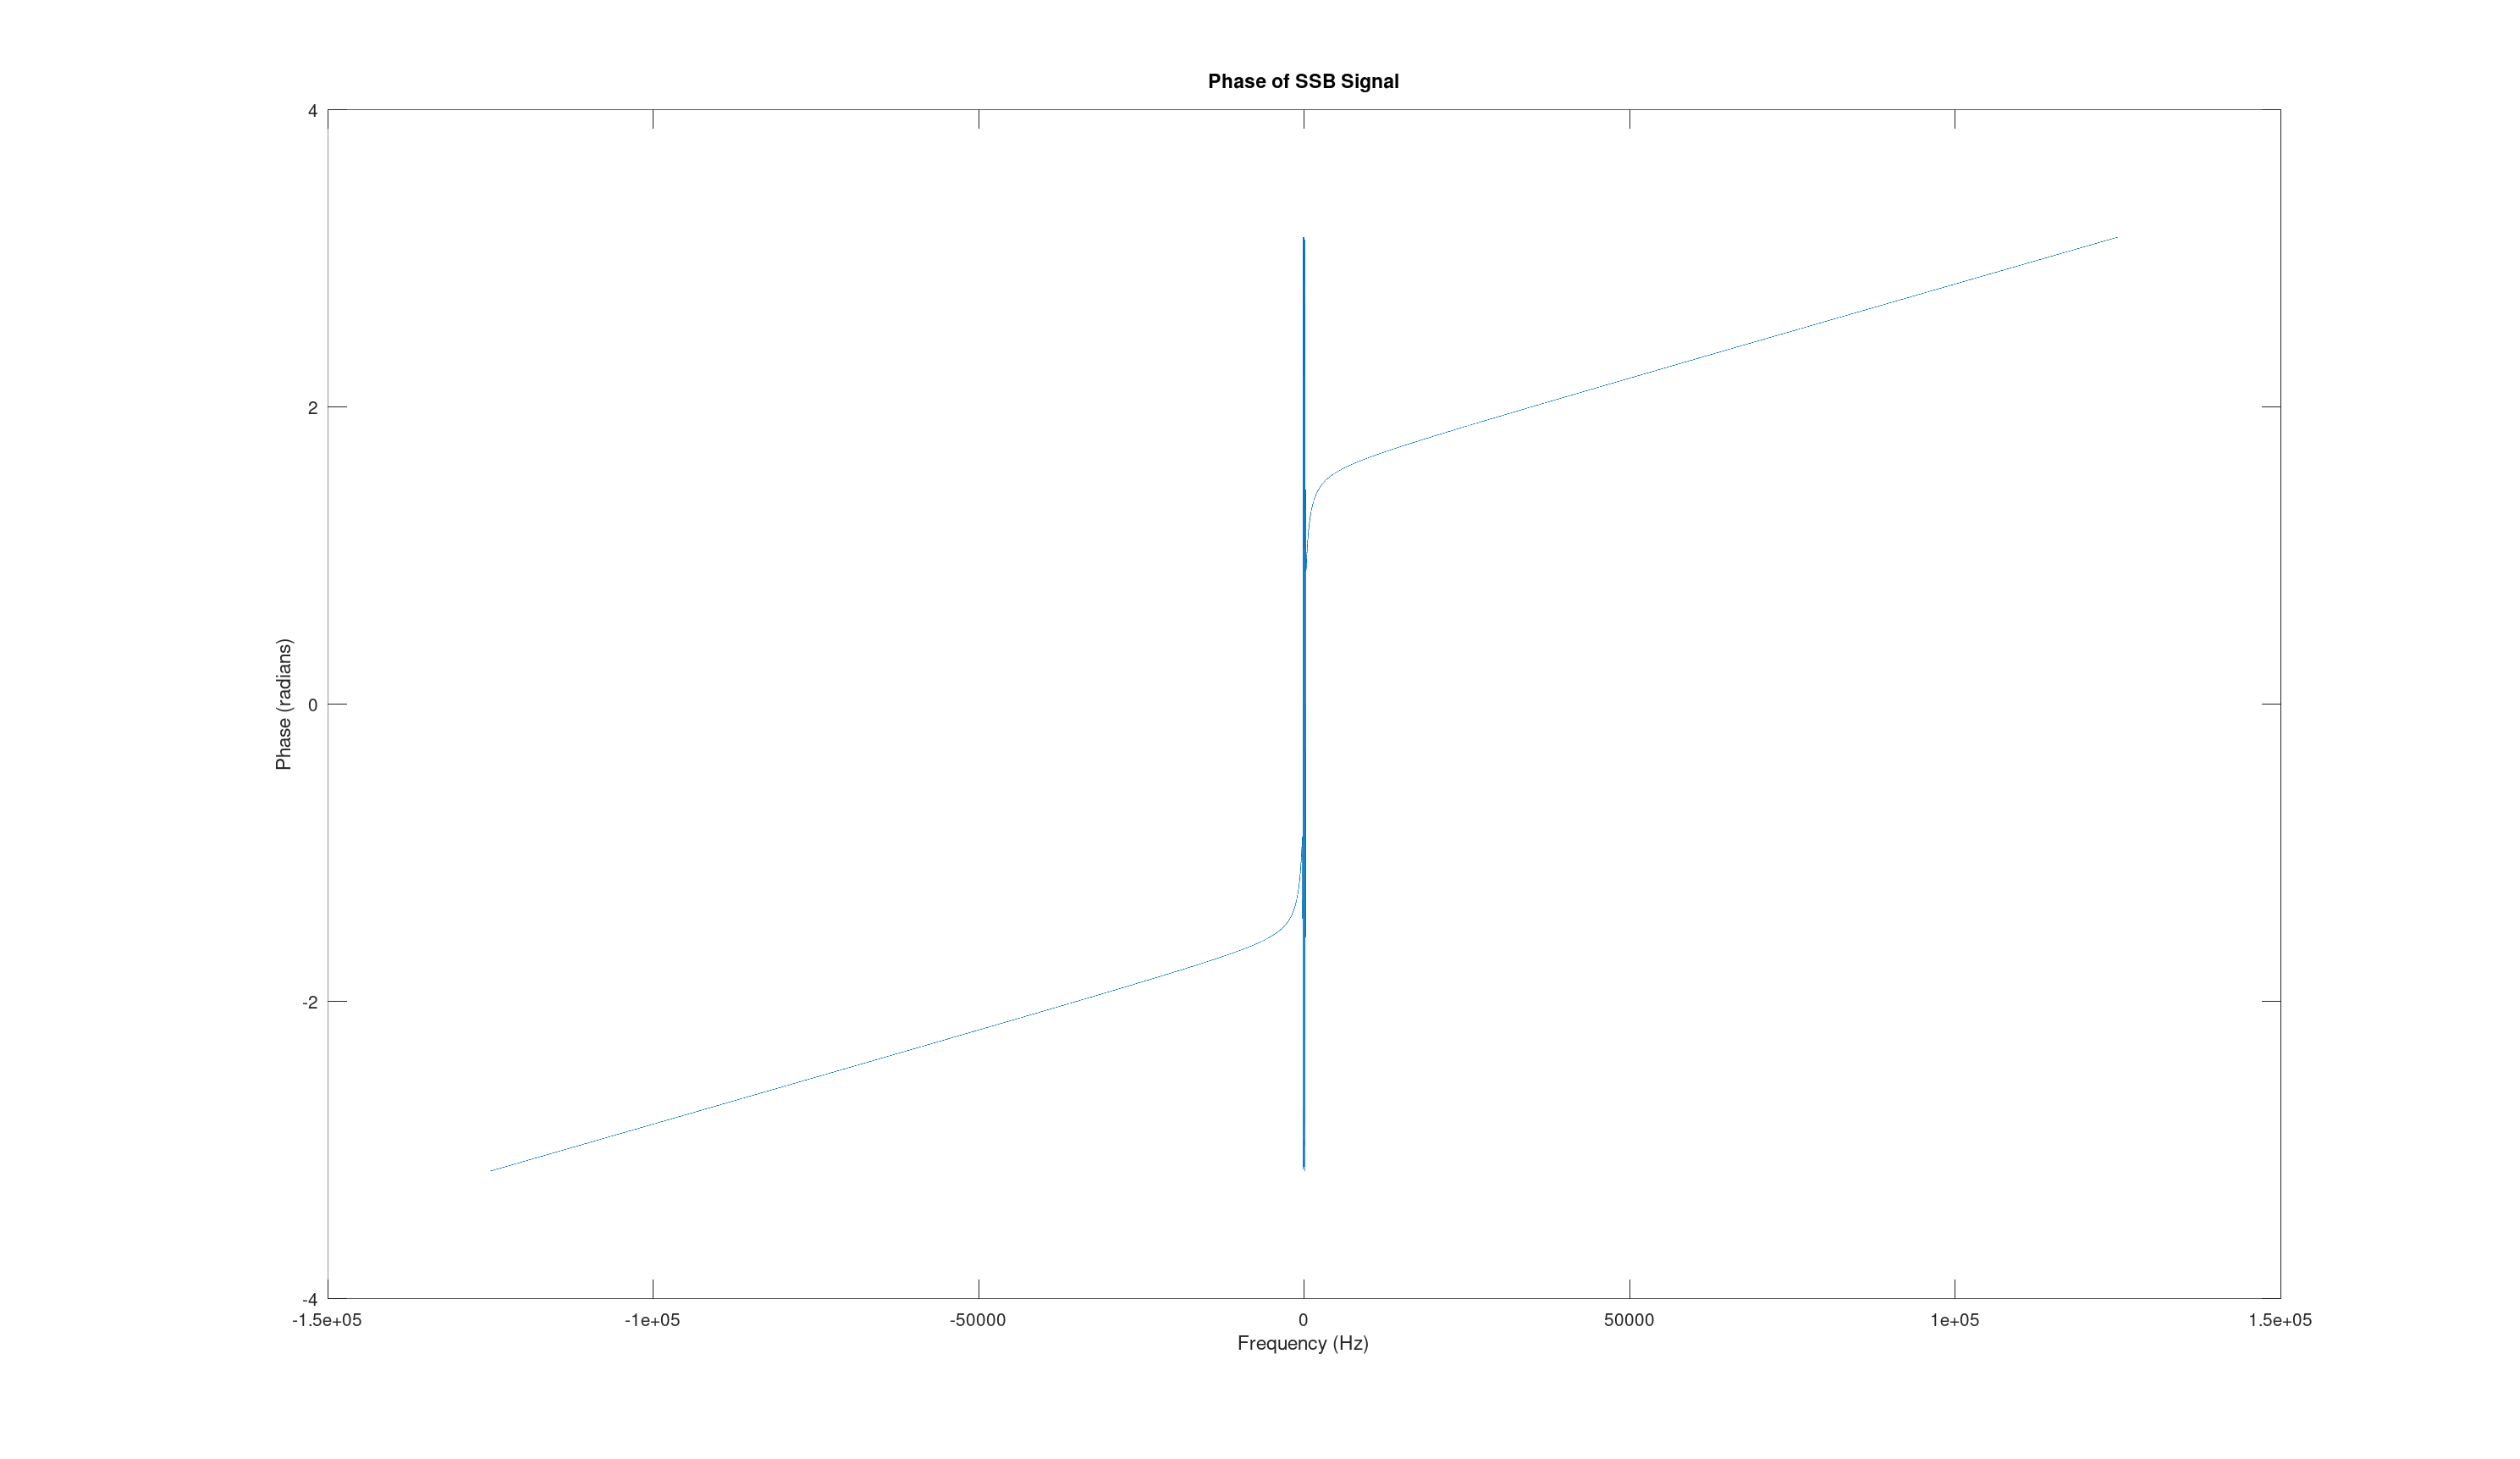 Phase of SSB Signal
4
2
0
-2
-4
Phase (radians)
-1.5e+05 -1e+05 -50000 0 50000 1e+05 1.5e+05
Frequency (Hz)